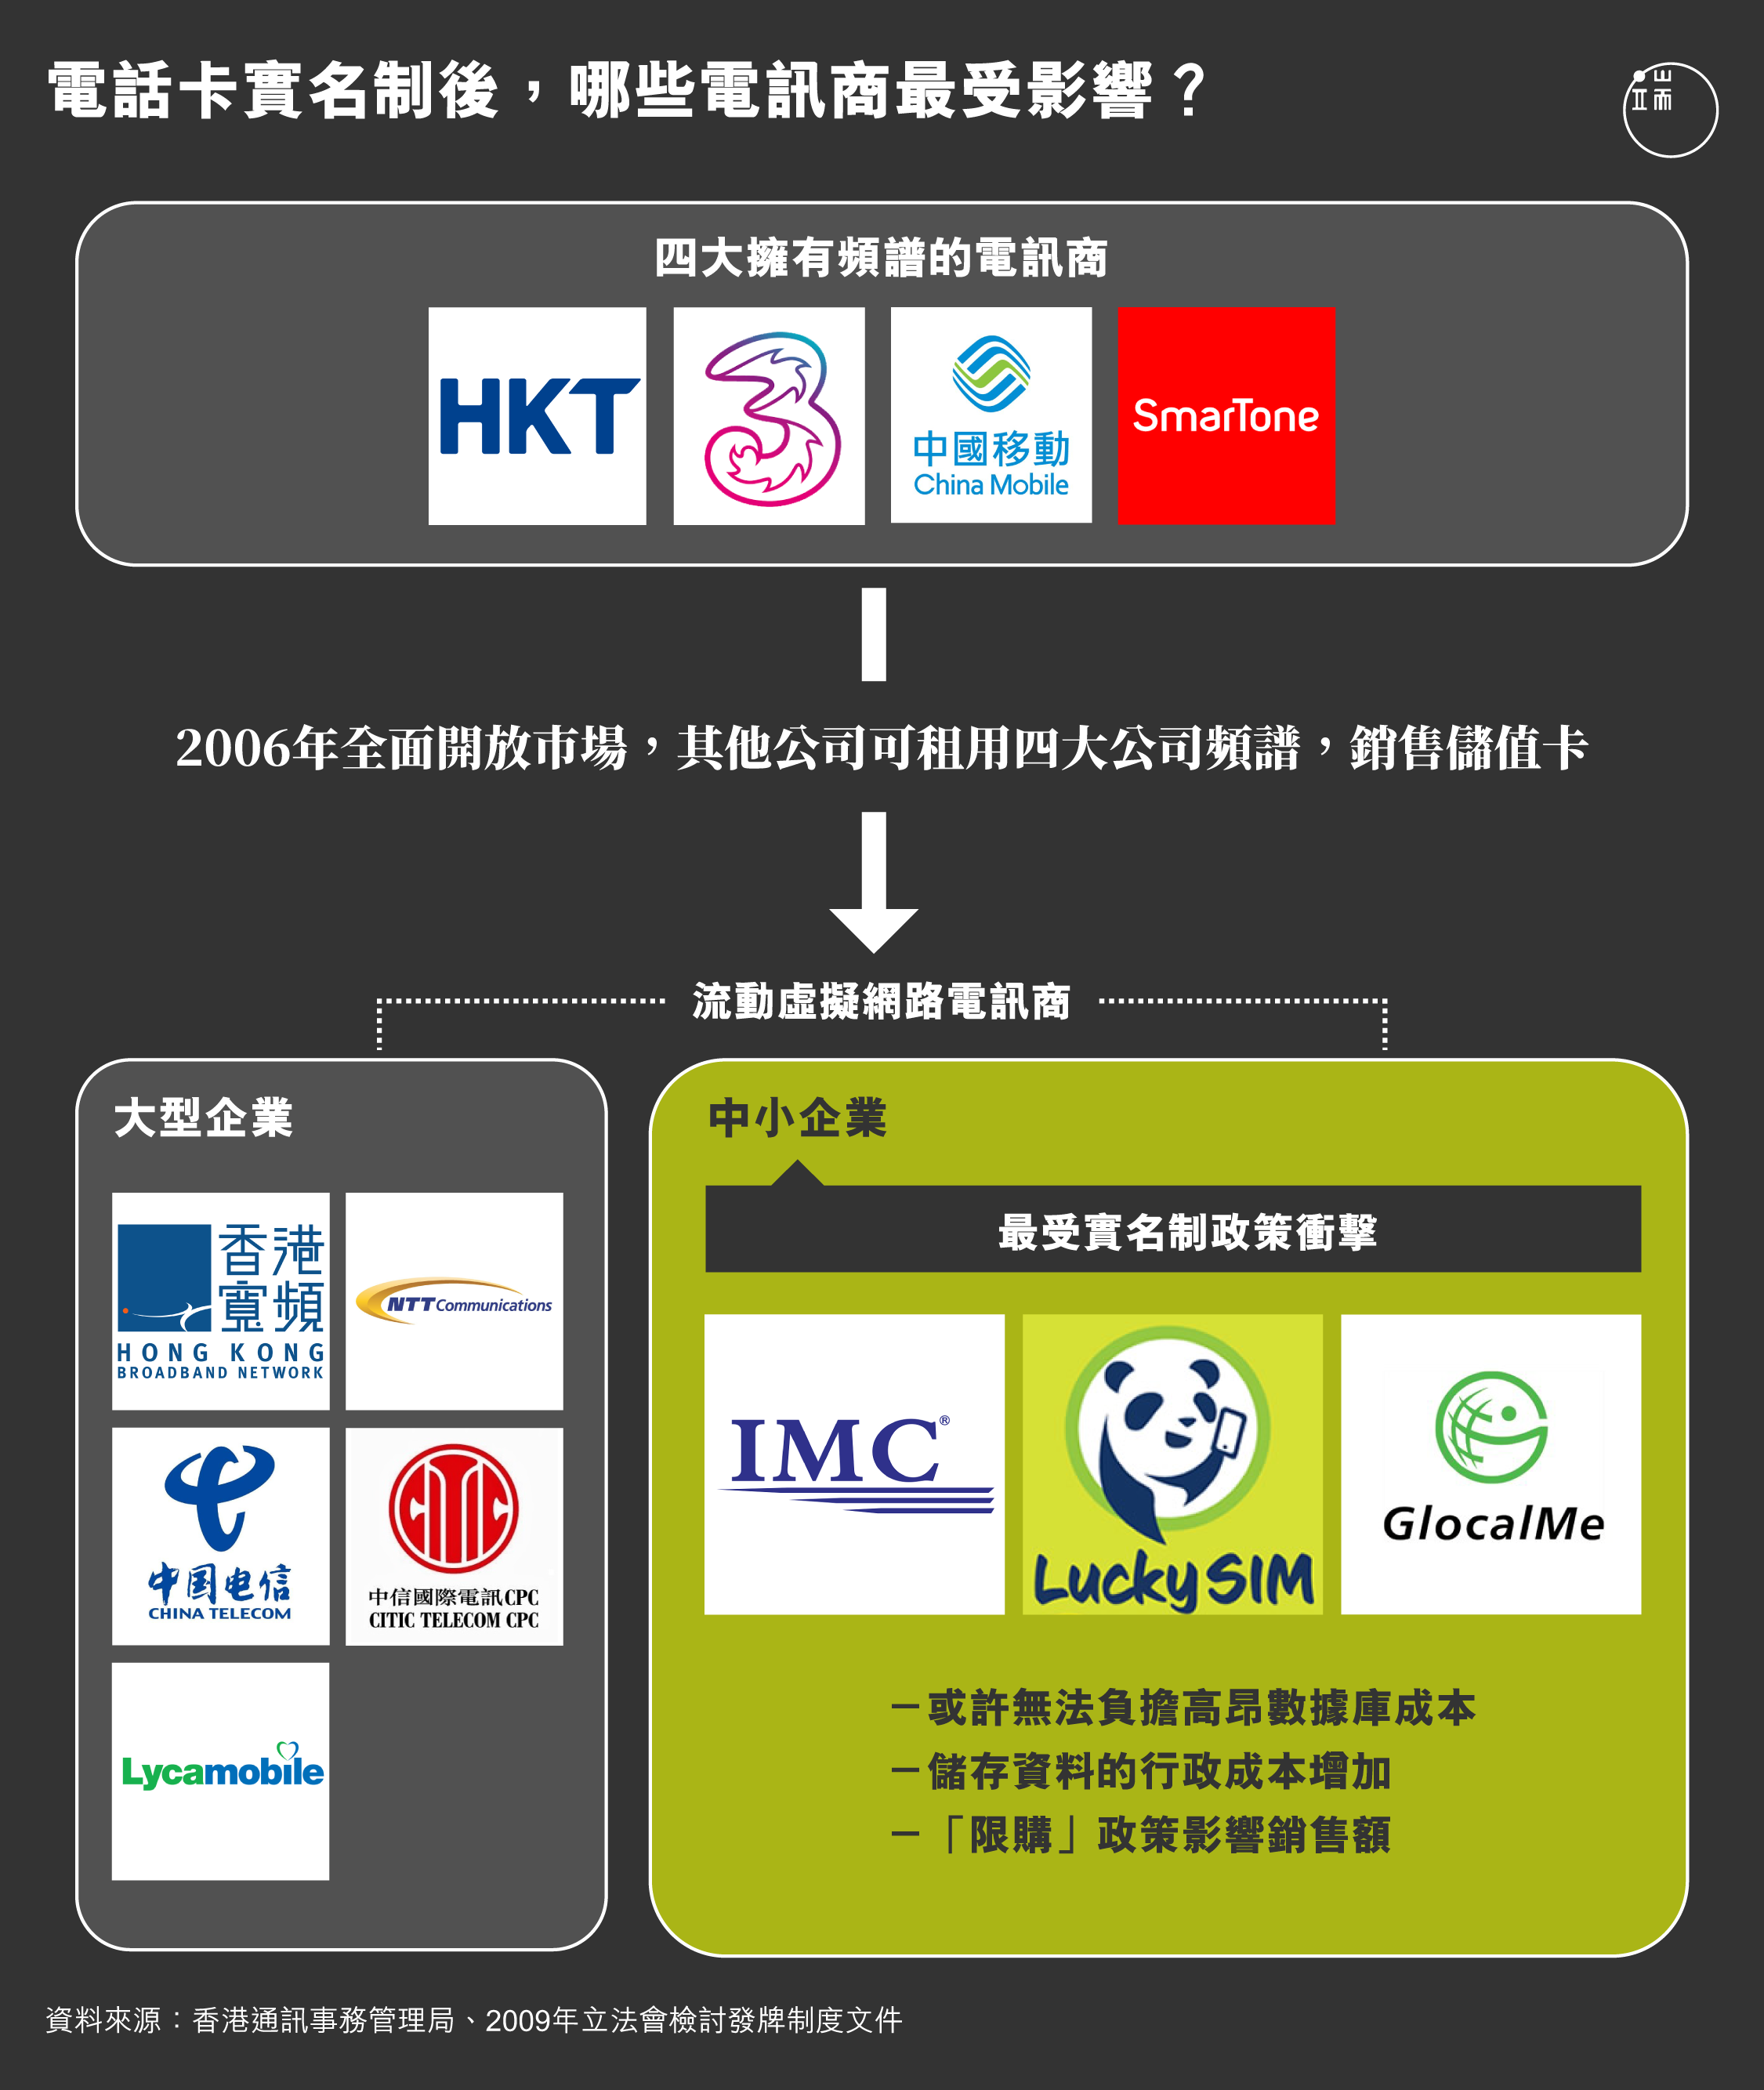 電話卡實名制後，哪些電訊商最受影響？
端
四大擁有頻譜的電訊商
HKT
3
中國移動
China Mobile
SmarTone
2006年全面開放市場，其他公司可租用四大公司頻譜，銷售儲值卡
流動虛擬網路電訊商
大型企業
香港
寬頻
HONG KONG
BROADBAND NETWORK
NTT Communications
中国电信
CHINA TELECOM
中信國際電訊CPC
CITIC TELECOM CPC
Lycamobile
中小企業
最受實名制政策衝擊
IMC®
LuckySIM
GlocalMe
－或許無法負擔高昂數據庫成本
－儲存資料的行政成本增加
－「限購」政策影響銷售額
資料來源：香港通訊事務管理局、2009年立法會檢討發牌制度文件